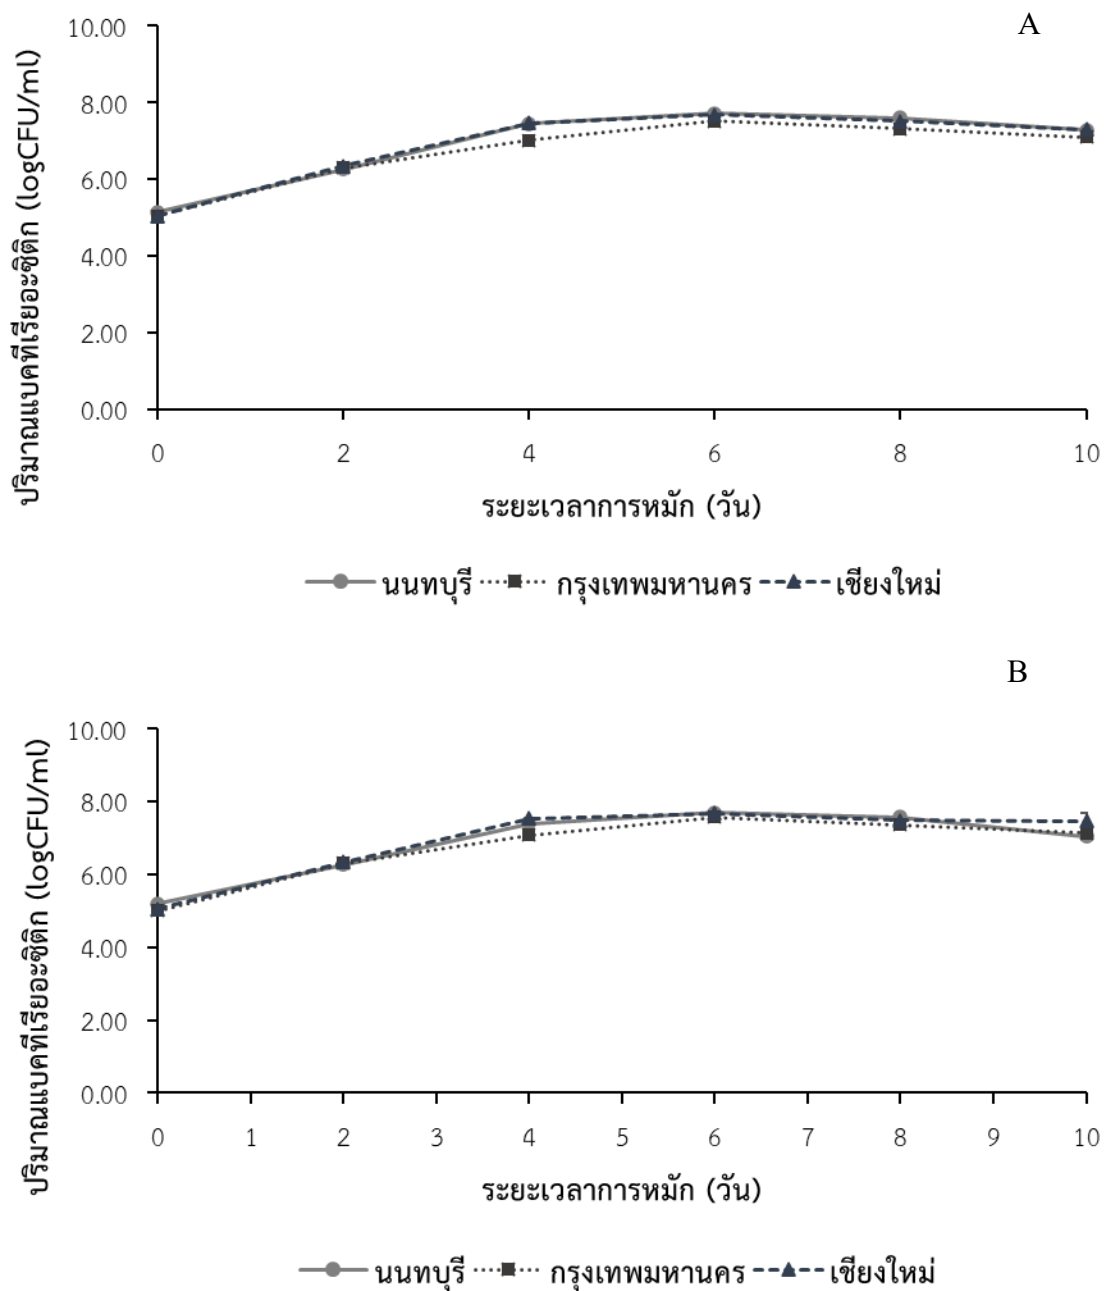 A
10.00
8.00
6.00
4.00
2.00
0.00
ปริมาณแบคทีเรียอะซิติก (logCFU/ml)
0 2 4 6 8 10
ระยะเวลาการหมัก (วัน)
นนทบุรี กรุงเทพมหานคร เชียงใหม่
B
10.00
8.00
6.00
4.00
2.00
0.00
ปริมาณแบคทีเรียอะซิติก (logCFU/ml)
0 1 2 3 4 5 6 7 8 9 10
ระยะเวลาการหมัก (วัน)
นนทบุรี กรุงเทพมหานคร เชียงใหม่